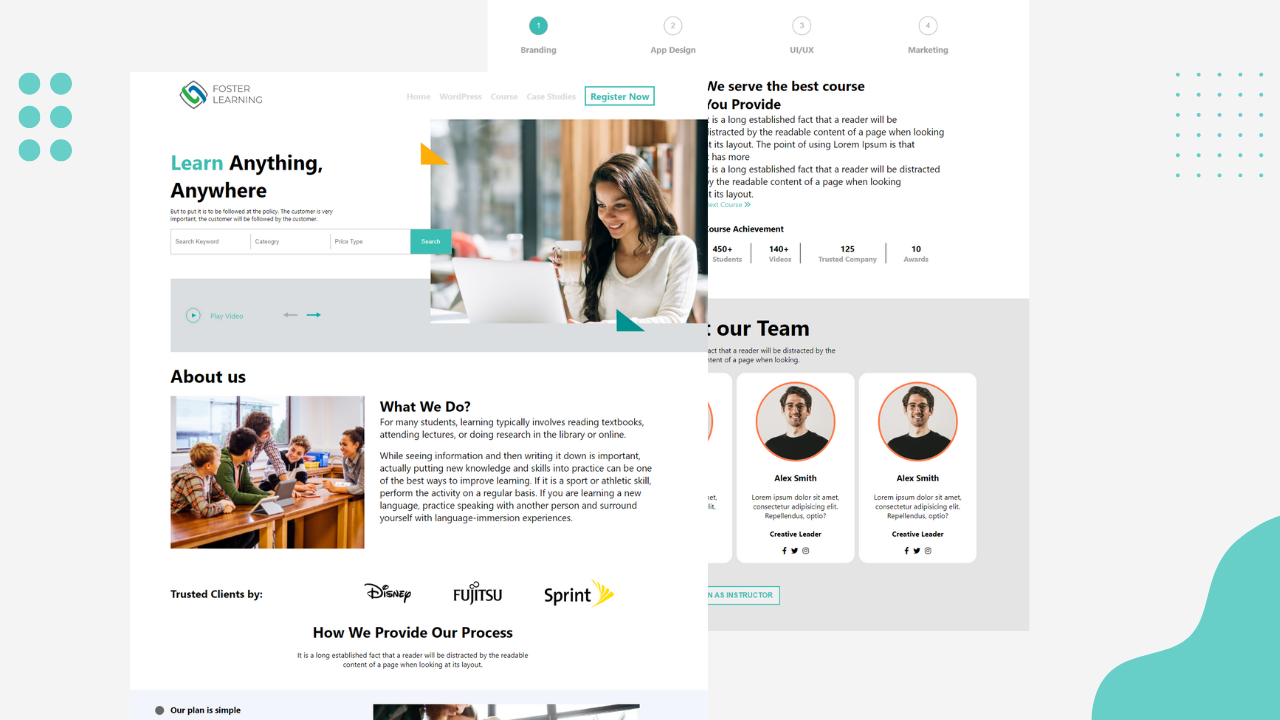 FOSTER
LEARNING
Home WordPress Course Case Studies Register Now
Learn Anything,
Anywhere
But to put it is to be followed at the policy. The customer is very
important, the customer will be followed by the customer.
Search Keyword Cateogry Price Type Search
Play Video
About us
What We Do?
For many students, learning typically involves reading textbooks,
attending lectures, or doing research in the library or online.
While seeing information and then writing it down is important,
actually putting new knowledge and skills into practice can be one
of the best ways to improve learning. If it is a sport or athletic skill,
perform the activity on a regular basis. If you are learning a new
language, practice speaking with another person and surround
yourself with language-immersion experiences.
Trusted Clients by: Disney FUJITSU Sprint
How We Provide Our Process
It is a long established fact that a reader will be distracted by the readable
content of a page when looking at its layout.
Our plan is simple
1 2 3 4
Branding App Design UI/UX Marketing
We serve the best course
You Provide
is a long established fact that a reader will be
distracted by the readable content of a page when looking
its layout. The point of using Lorem Ipsum is that
has more
is a long established fact that a reader will be distracted
by the readable content of a page when looking
its layout.
ext Course
Course Achievement
450+ 140+ 125 10
Students Videos Trusted Company Awards
t our Team
act that a reader will be distracted by the
ntent of a page when looking.
Alex Smith Alex Smith
met, Lorem ipsum dolor sit amet, Lorem ipsum dolor sit amet,
lit. consectetur adipisicing elit. consectetur adipisicing elit.
Repellendus, optio? Repellendus, optio?
Creative Leader Creative Leader
N AS INSTRUCTOR